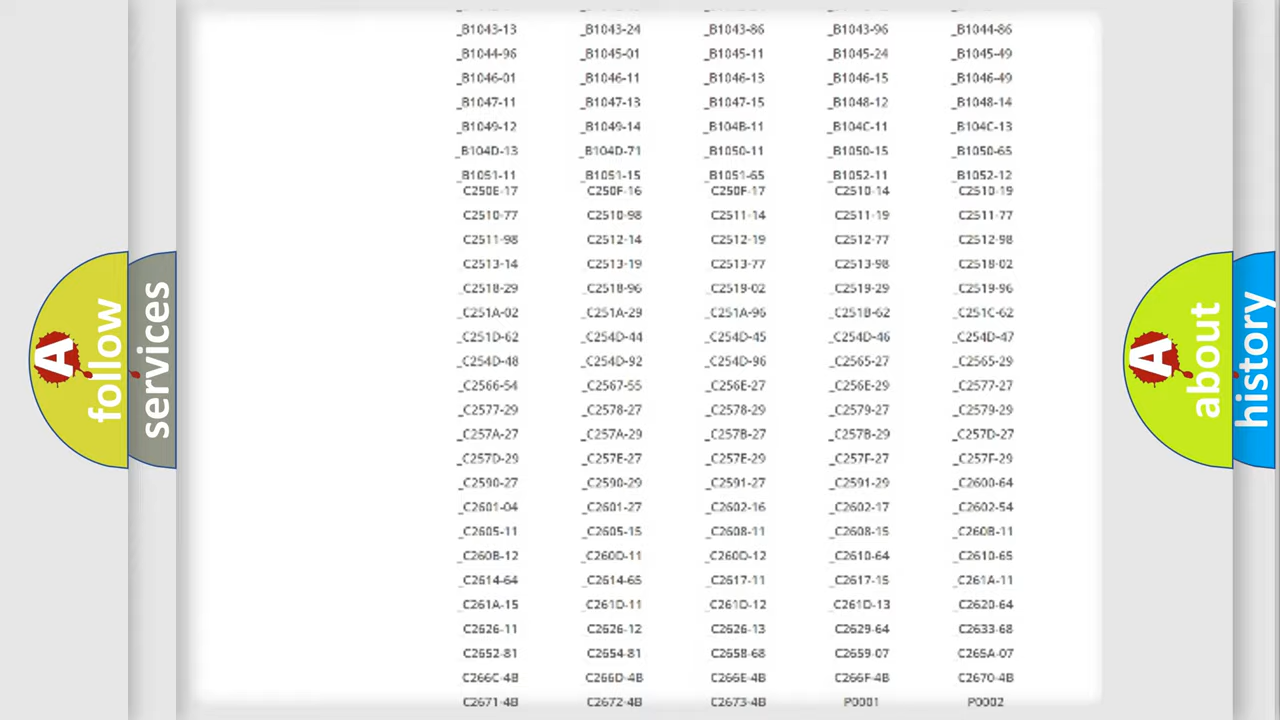 _B1043-13 _B1043-24 _B1043-86 _B1043-96 _B1044-86
_B1044-96 _B1045-01 _B1045-11 _B1045-24 _B1045-49
_B1046-01 _B1046-11 _B1046-13 _B1046-15 _B1046-49
_B1047-11 _B1047-13 _B1047-15 _B1048-12 _B1048-14
_B1049-12 _B1049-14 _B104B-11 _B104C-11 _B104C-13
_B104D-13 _B104D-71 _B1050-11 _B1050-15 _B1050-65
_B1051-11 _B1051-15 _B1051-65 _B1052-11 _B1052-12
C250E-17 C250F-16 C250F-17 C2510-14 C2510-19
C2510-77 C2510-98 C2511-14 C2511-19 C2511-77
C2511-98 C2512-14 C2512-19 C2512-77 C2512-98
C2513-14 C2513-19 C2513-77 C2513-98 C2518-02
_C2518-29 _C2518-96 _C2519-02 _C2519-29 _C2519-96
_C251A-02 _C251A-29 _C251A-96 _C251B-62 _C251C-62
_C251D-62 _C254D-44 _C254D-45 _C254D-46 _C254D-47
_C254D-48 _C254D-92 _C254D-96 _C2565-27 _C2565-29
_C2566-54 _C2567-55 _C256E-27 _C256E-29 _C2577-27
_C2577-29 _C2578-27 _C2578-29 _C2579-27 _C2579-29
_C257A-27 _C257A-29 _C257B-27 _C257B-29 _C257D-27
_C257D-29 _C257E-27 _C257E-29 _C257F-27 _C257F-29
_C2590-27 _C2590-29 _C2591-27 _C2591-29 _C2600-64
_C2601-04 _C2601-27 _C2602-16 _C2602-17 _C2602-54
_C2605-11 _C2605-15 _C2608-11 _C2608-15 _C260B-11
_C260B-12 _C260D-11 _C260D-12 _C2610-64 _C2610-65
_C2614-64 _C2614-65 _C2617-11 _C2617-15 _C261A-11
_C261A-15 _C261D-11 _C261D-12 _C261D-13 _C2620-64
C2626-11 C2626-12 C2626-13 C2629-64 C2633-68
C2652-81 C2654-81 C2658-68 C2659-07 C265A-07
C266C-4B C266D-4B C266E-4B C266F-4B C2670-4B
C2671-4B C2672-4B C2673-4B P0001 P0002
A follow
services
A about
history